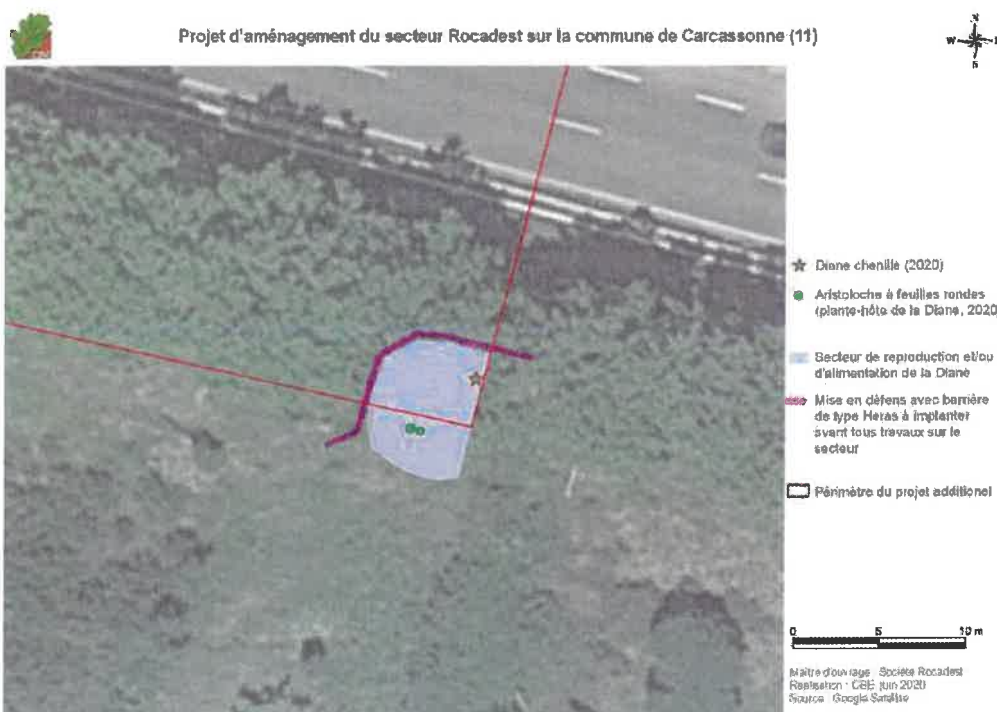 Projet d'aménagement du secteur Rocadest sur la commune de Carcassonne (11)
N
W
E
S
Diane chenille (2020)
Aristoloche à feuilles rondes
(plante-hôte de la Diane, 2020)
Secteur de reproduction et/ou
d'alimentation de la Diane
Mise en défens avec barrière
de type Heras à implanter
avant tous travaux sur le
secteur
Périmètre du projet additionel
0 5 10 m
Maître d'ouvrage : Société Rocadest
Réalisation : CBE juin 2020
Source : Google Satellite